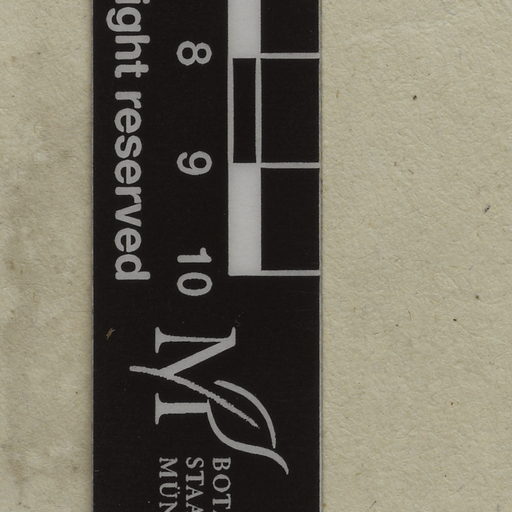 ight reserved
8
9
10
M
BOT
STAA
MÜN